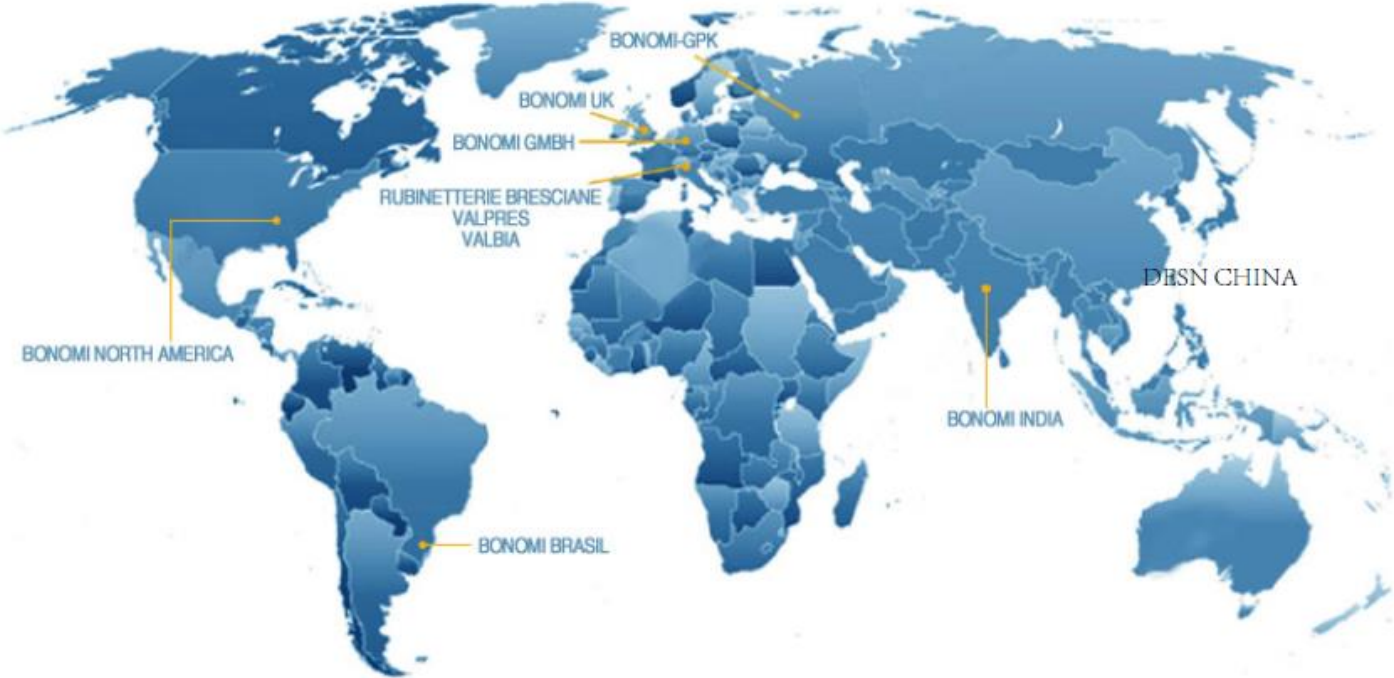 BONOMI-GPK
BONOMI UK
BONOMI GMBH
RUBINETTERIE BRESCIANE
VALPRES
VALBIA
DESN CHINA
BONOMI NORTH AMERICA
BONOMI INDIA
BONOMI BRASIL